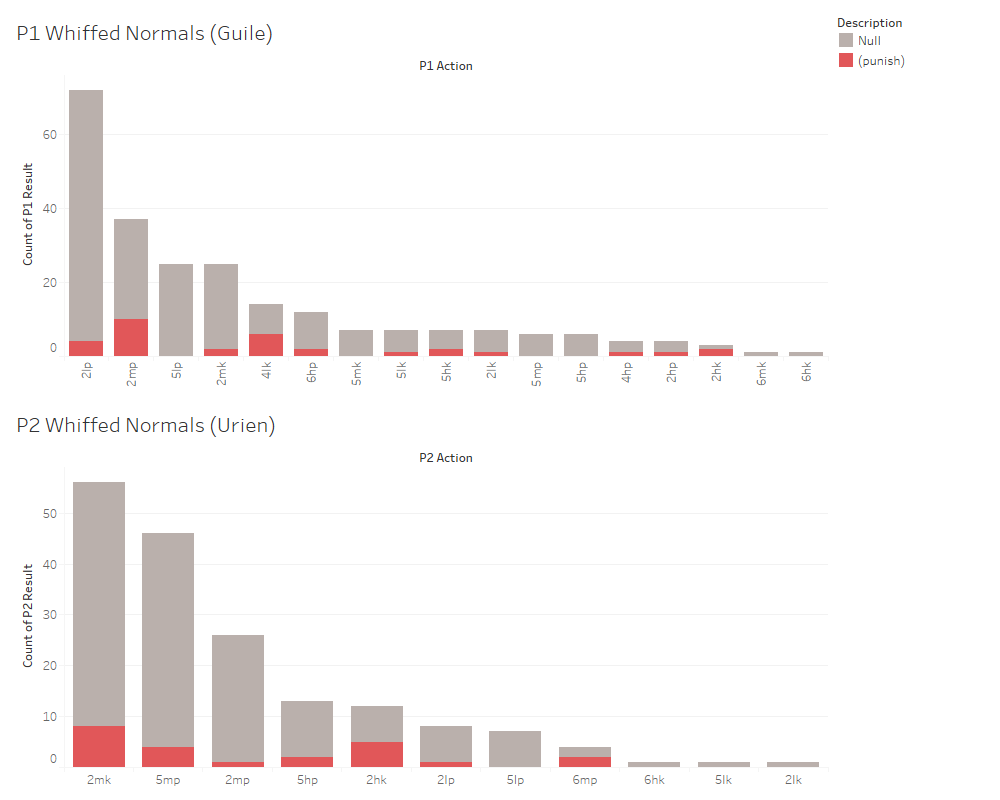 P1 Whiffed Normals (Guile)
Description
Null
(punish)
P1 Action
Count of P1 Result
60
40
20
0
2lp
2mp
5lp
2mk
4lk
6hp
5mk
5lk
5hk
2lk
5mp
5hp
4hp
2hp
2hk
6mk
6hk
P2 Whiffed Normals (Urien)
P2 Action
Count of P2 Result
50
40
30
20
10
0
2mk
5mp
2mp
5hp
2hk
2lp
5lp
6mp
6hk
5lk
2lk